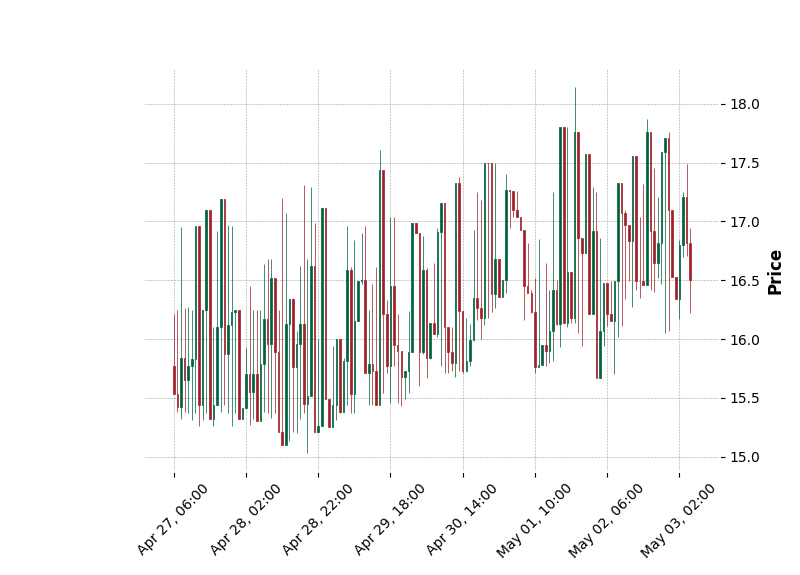 18.0
17.5
17.0
16.5
16.0
15.5
15.0
Price
Apr 27, 06:00
Apr 28, 02:00
Apr 28, 22:00
Apr 29, 18:00
Apr 30, 14:00
May 01, 10:00
May 02, 06:00
May 03, 02:00